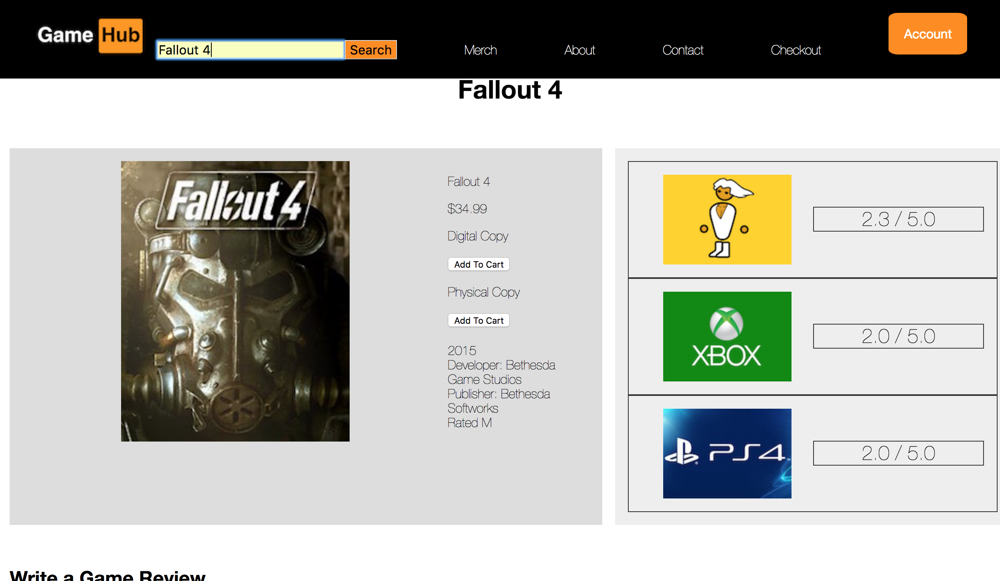 Game Hub
Fallout 4
Search
Merch
About
Contact
Checkout
Account
Fallout 4
Fallout 4
Fallout 4
$34.99
Digital Copy
Add To Cart
Physical Copy
Add To Cart
2015
Developer: Bethesda
Game Studios
Publisher: Bethesda
Softworks
Rated M
2.3 / 5.0
XBOX
2.0 / 5.0
PS4
2.0 / 5.0
Write a Game Review